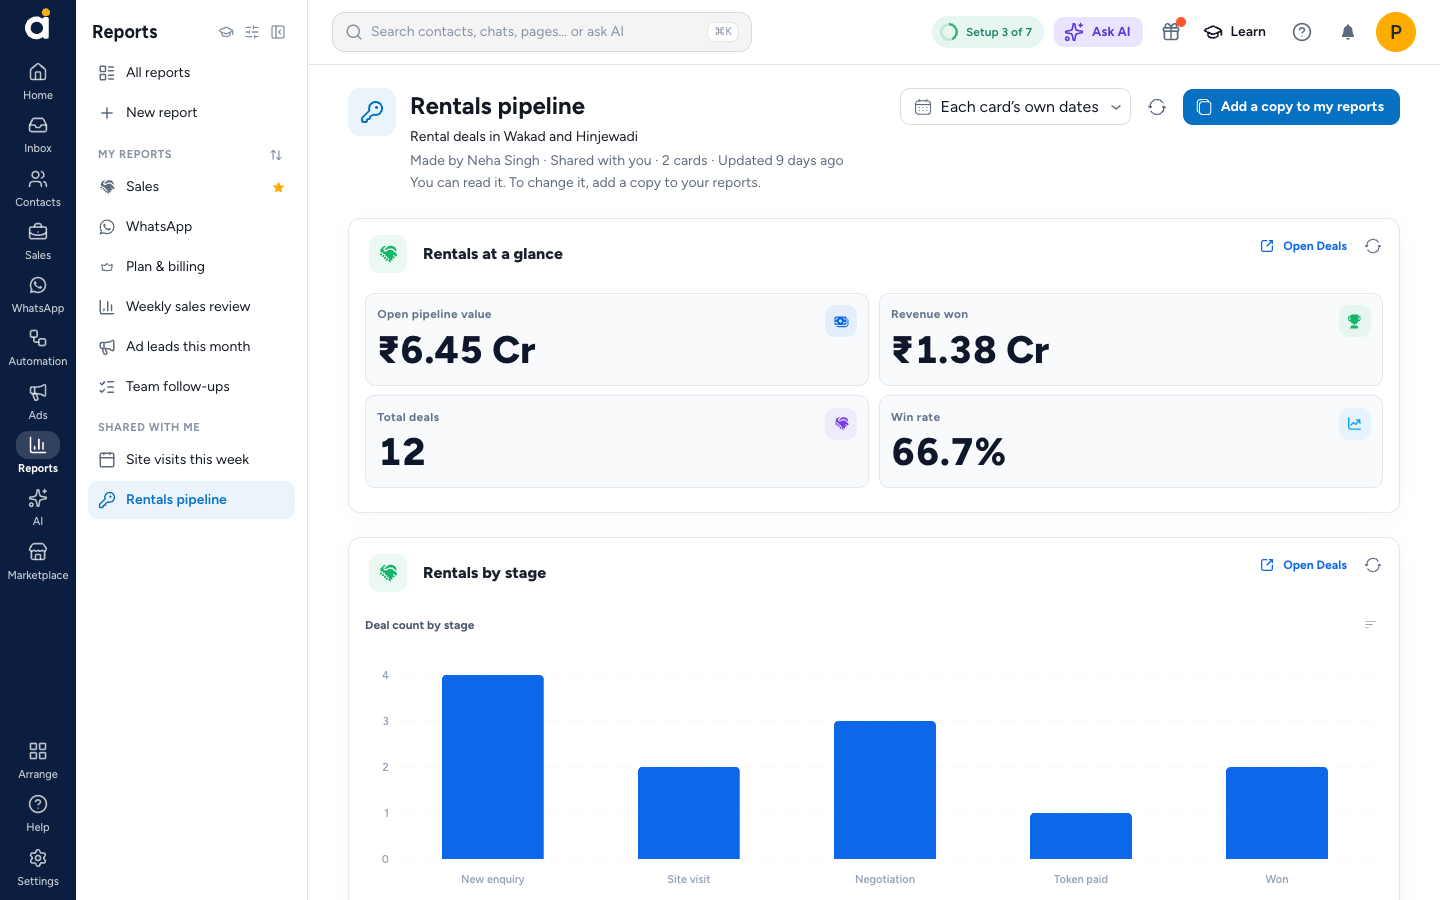 Reports
Search contacts, chats, pages... or ask AI
⌘K
Setup 3 of 7
Ask AI
Learn
P
Home
Inbox
Contacts
Sales
WhatsApp
Automation
Ads
Reports
AI
Marketplace
Arrange
Help
Settings
All reports
New report
MY REPORTS
Sales
WhatsApp
Plan & billing
Weekly sales review
Ad leads this month
Team follow-ups
SHARED WITH ME
Site visits this week
Rentals pipeline
Rentals pipeline
Rental deals in Wakad and Hinjewadi
Made by Neha Singh · Shared with you · 2 cards · Updated 9 days ago
You can read it. To change it, add a copy to your reports.
Each card’s own dates
Add a copy to my reports
Rentals at a glance
Open Deals
Open pipeline value
₹6.45 Cr
Revenue won
₹1.38 Cr
Total deals
12
Win rate
66.7%
Rentals by stage
Open Deals
Deal count by stage
4
3
2
1
0
New enquiry
Site visit
Negotiation
Token paid
Won